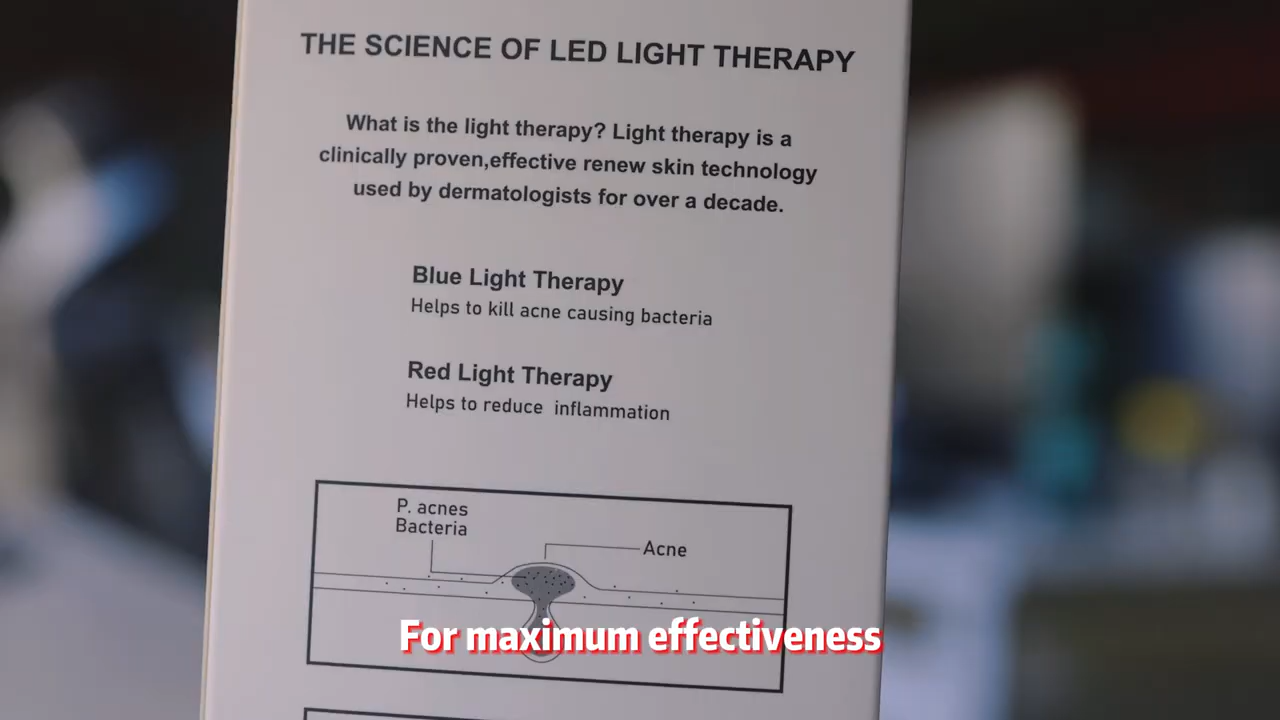 THE SCIENCE OF LED LIGHT THERAPY
What is the light therapy? Light therapy is a
clinically proven,effective renew skin technology
used by dermatologists for over a decade.
Blue Light Therapy
Helps to kill acne causing bacteria
Red Light Therapy
Helps to reduce inflammation
P. acnes
Bacteria
Acne
For maximum effectiveness